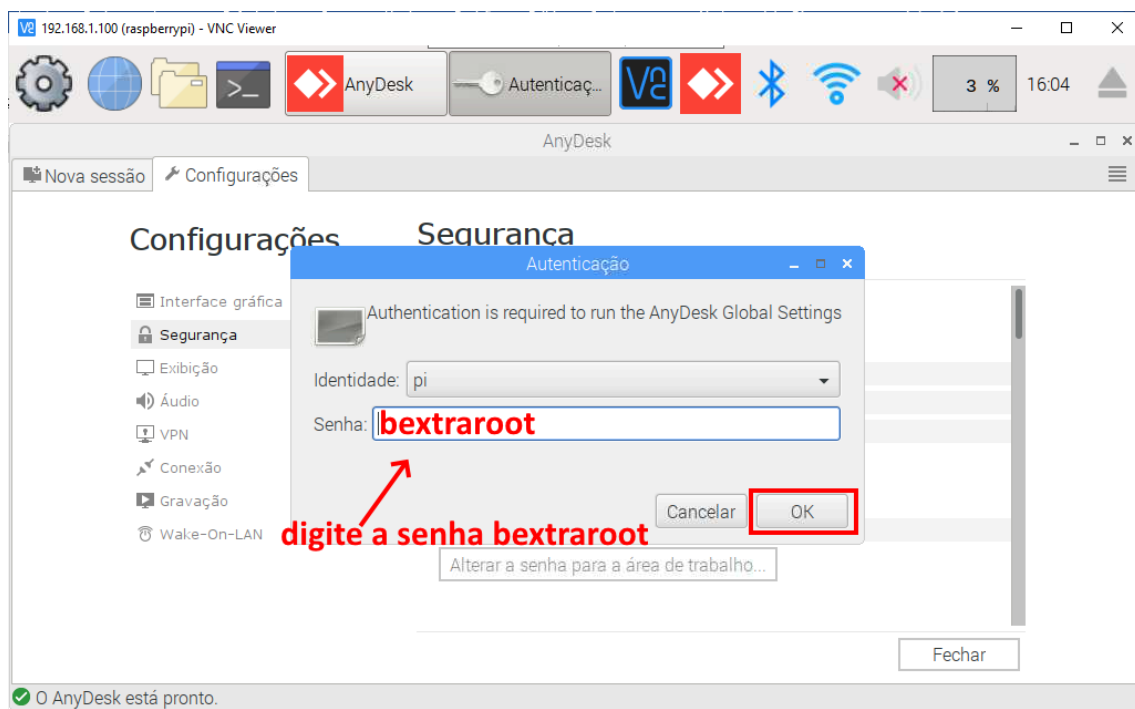 192.168.1.100 (raspberrypi) - VNC Viewer
AnyDesk
Autenticaç...
3 %
16:04
AnyDesk
Nova sessão
Configurações
Configurações
Segurança
Autenticação
Authentication is required to run the AnyDesk Global Settings
Interface gráfica
Segurança
Exibição
Áudio
VPN
Conexão
Gravação
Wake-On-LAN
Identidade: pi
Senha: bextraroot
Cancelar
OK
digite a senha bextraroot
Alterar a senha para a área de trabalho...
Fechar
O AnyDesk está pronto.